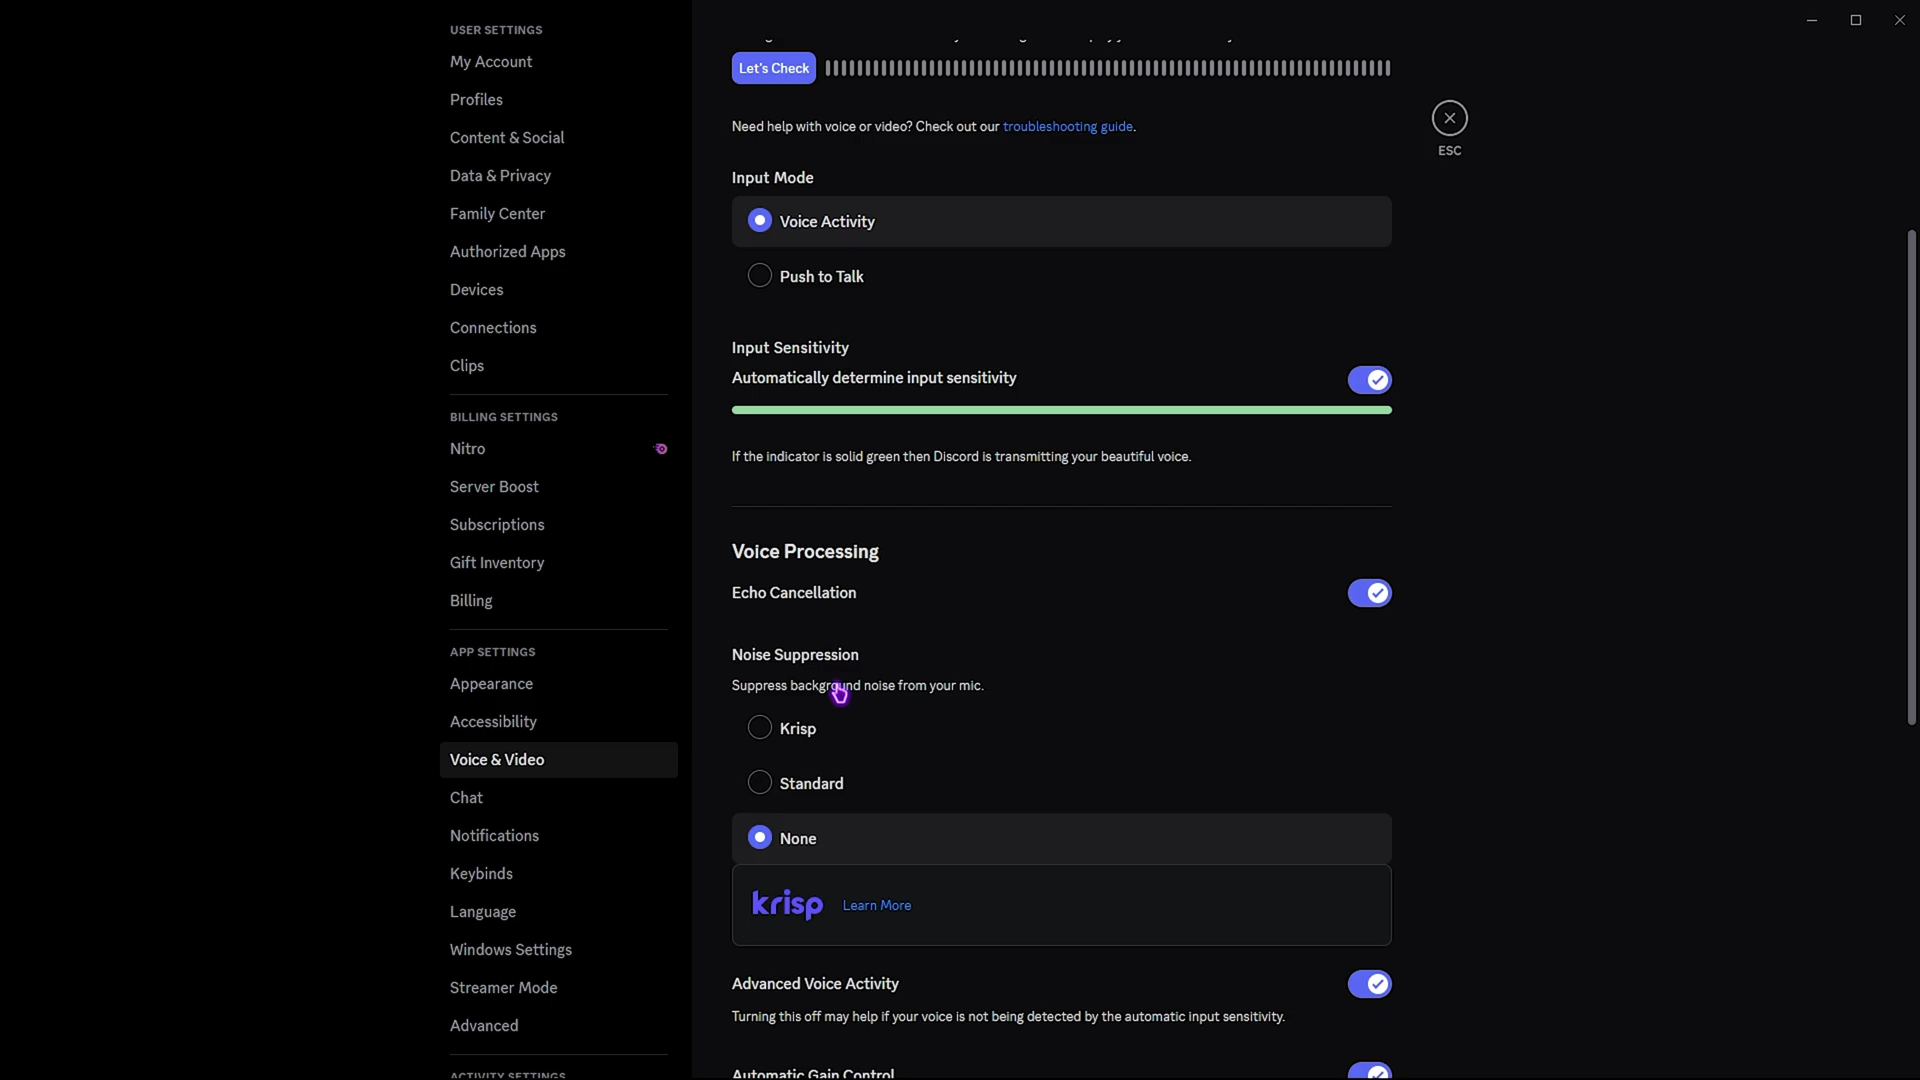 USER SETTINGS
My Account
Profiles
Content & Social
Data & Privacy
Family Center
Authorized Apps
Devices
Connections
Clips
BILLING SETTINGS
Nitro
Server Boost
Subscriptions
Gift Inventory
Billing
APP SETTINGS
Appearance
Accessibility
Voice & Video
Chat
Notifications
Keybinds
Language
Windows Settings
Streamer Mode
Advanced
ACTIVITY SETTINGS
Let's Check
Need help with voice or video? Check out our troubleshooting guide.
ESC
Input Mode
Voice Activity
Push to Talk
Input Sensitivity
Automatically determine input sensitivity
If the indicator is solid green then Discord is transmitting your beautiful voice.
Voice Processing
Echo Cancellation
Noise Suppression
Suppress background noise from your mic.
Krisp
Standard
None
krisp Learn More
Advanced Voice Activity
Turning this off may help if your voice is not being detected by the automatic input sensitivity.
Automatic Gain Control